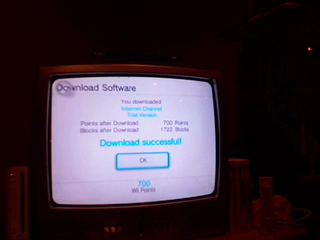 Download Software
You downloaded
Internet Channel
Trial Version
Points after Download: 700 Points
Blocks after Download: 1722 Blocks
Download successful!
OK
700
Wii Points